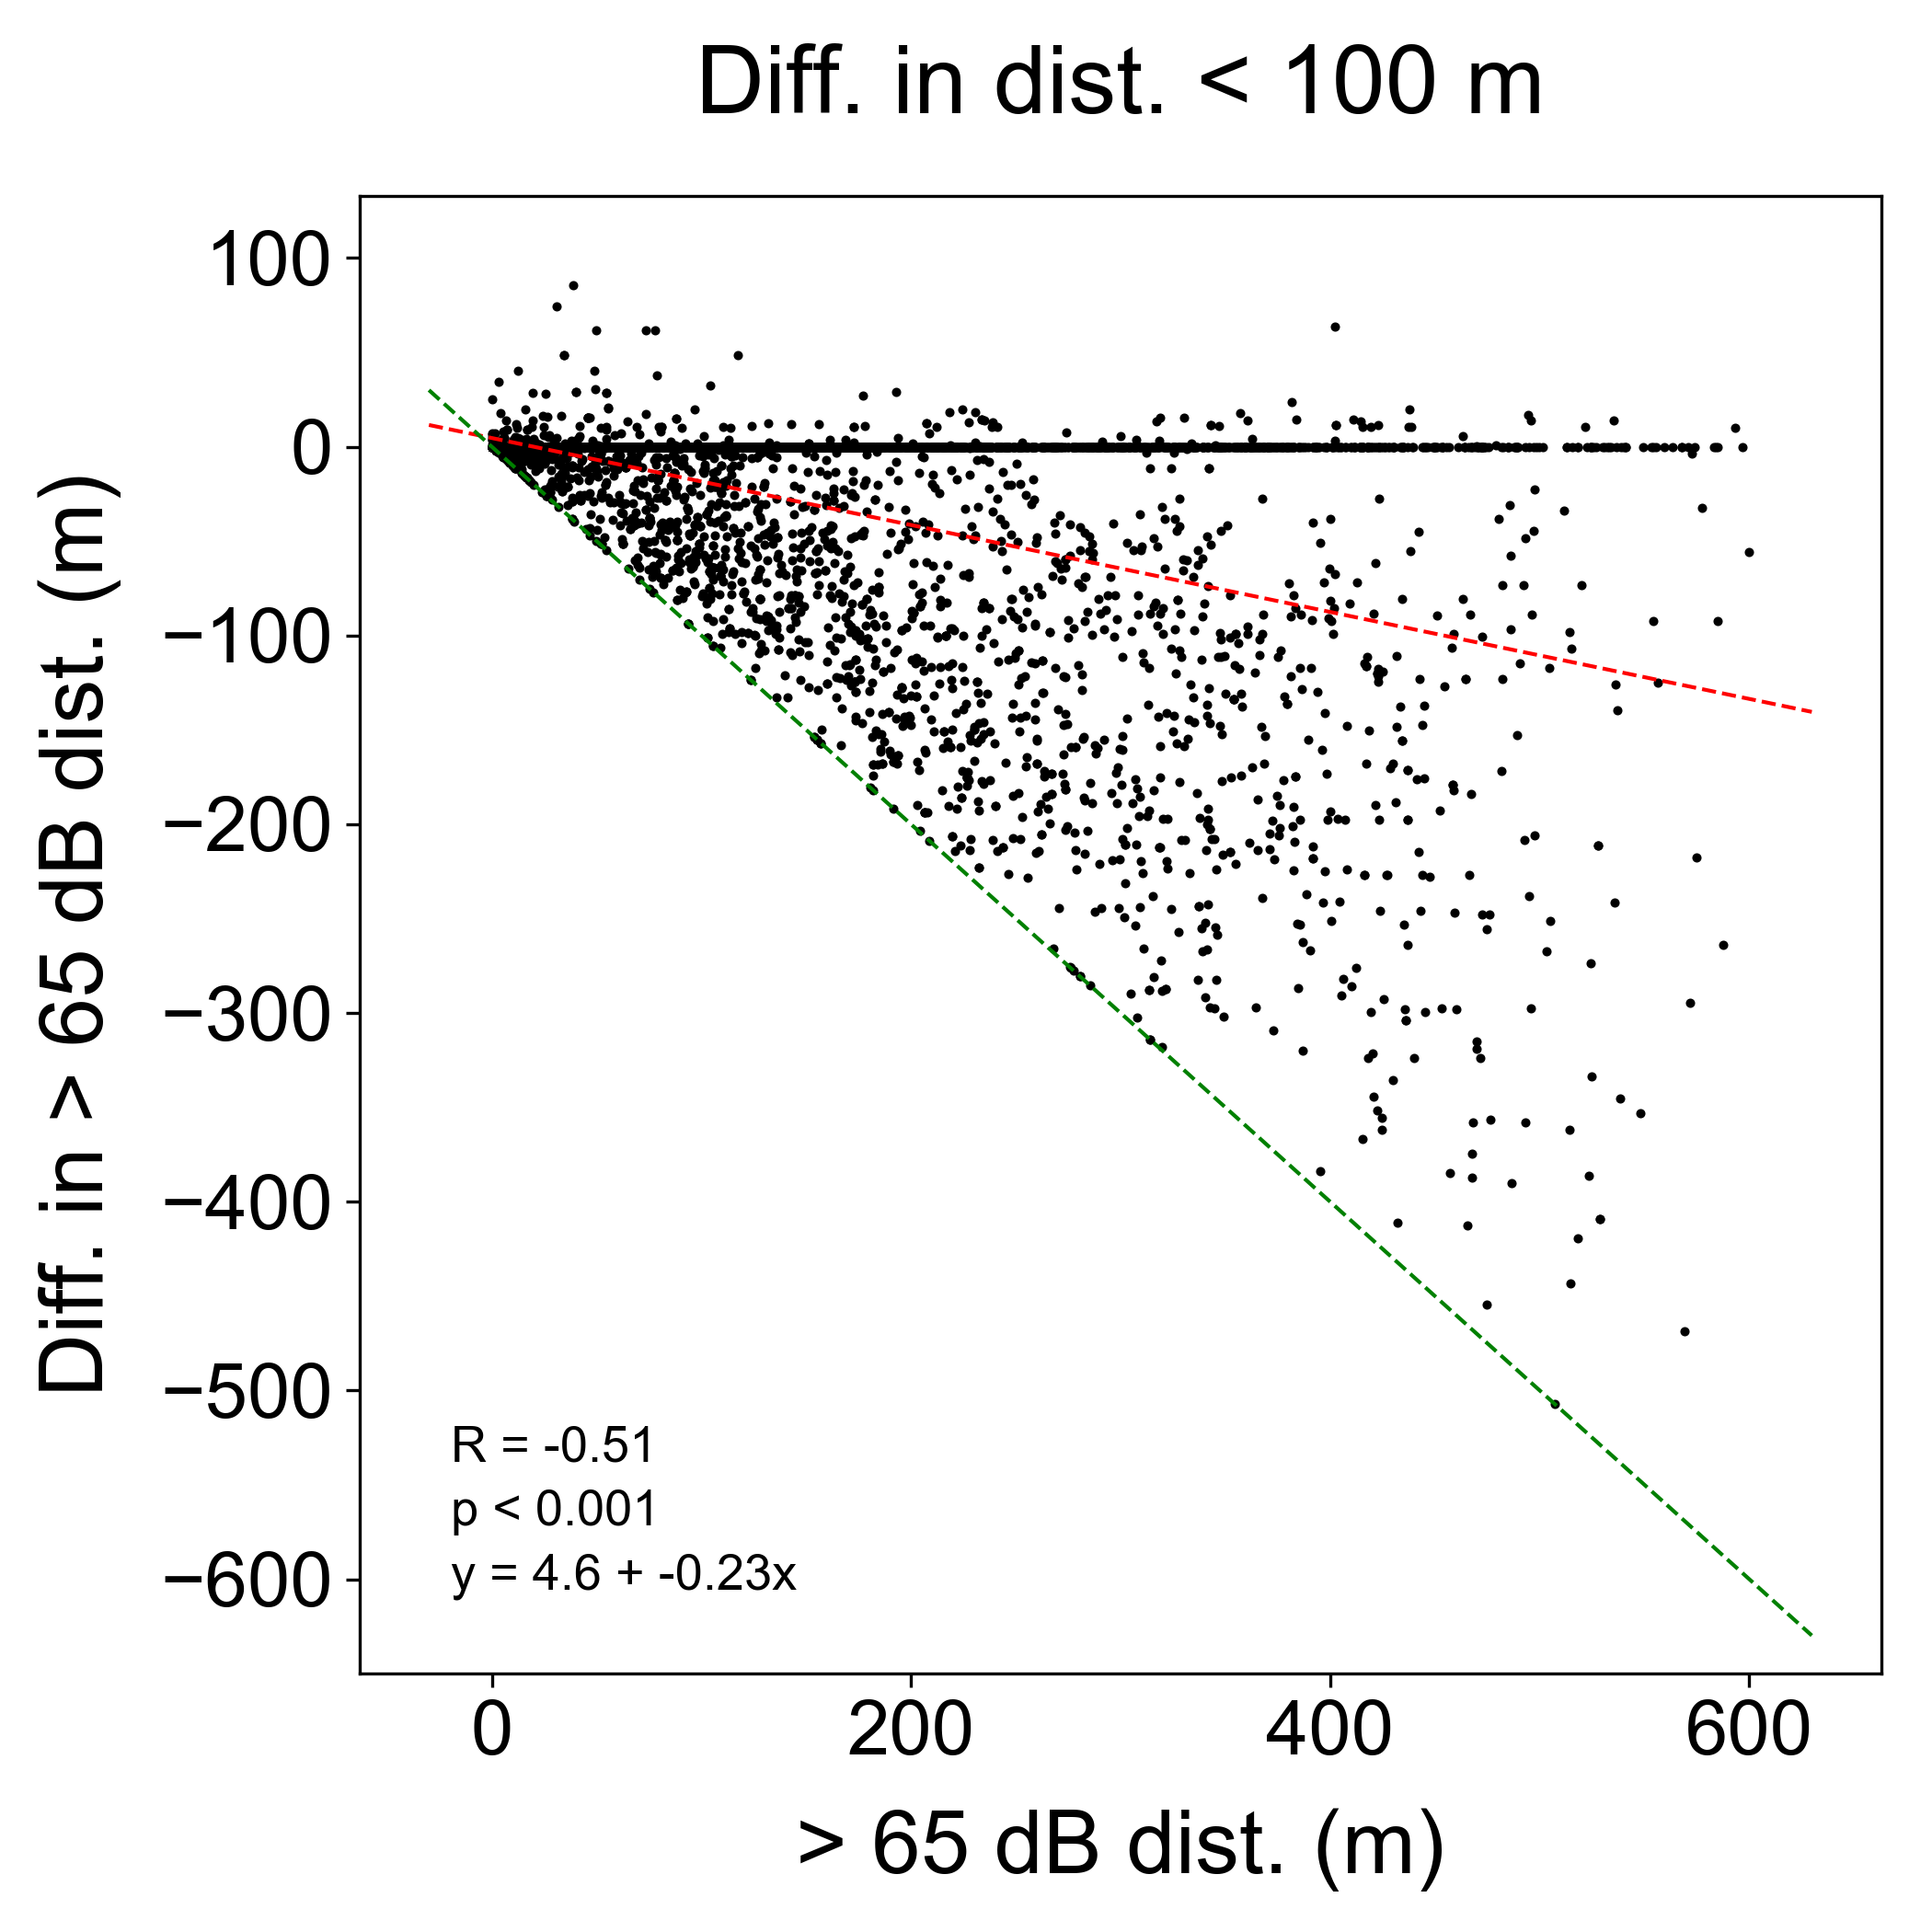 Diff. in dist. < 100 m
Diff. in > 65 dB dist. (m)
100
0
−100
−200
−300
−400
−500
−600
R = -0.51
p < 0.001
y = 4.6 + -0.23x
0 200 400 600
> 65 dB dist. (m)